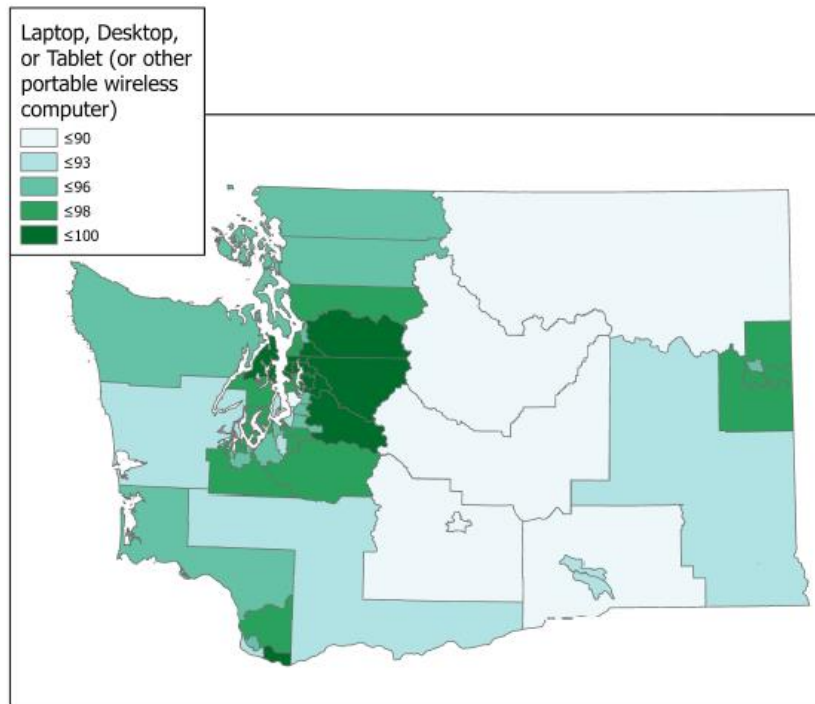 Laptop, Desktop,
or Tablet (or other
portable wireless
computer)
≤90
≤93
≤96
≤98
≤100